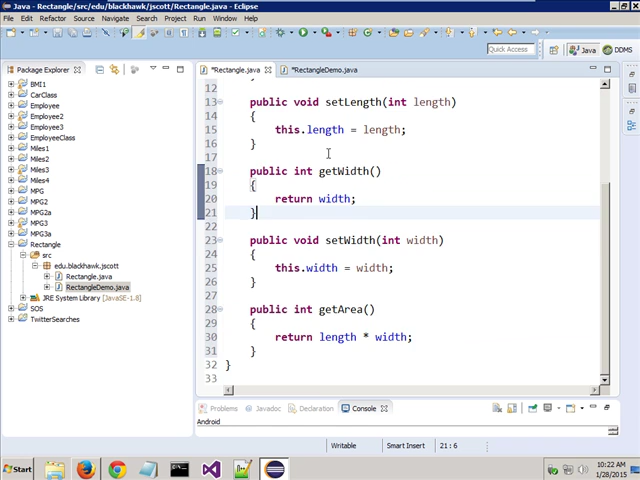 Java - Rectangle/src/edu/blackhawk/jscott/Rectangle.java - Eclipse
File Edit Refactor Source Navigate Search Project Run Window Help
Quick Access Java DDMS
Package Explorer
*Rectangle.java *RectangleDemo.java
BMI1
CarClass
Employee
Employee2
Employee3
EmployeeClass
Miles1
Miles2
Miles3
Miles4
MPG
MPG2
MPG2a
MPG3
MPG3a
Rectangle
src
edu.blackhawk.jscott
Rectangle.java
RectangleDemo.java
JRE System Library [JavaSE-1.8]
SOS
TwitterSearches
12
13 public void setLength(int length)
14 {
15 this.length = length;
16 }
17
18 public int getWidth()
19 {
20 return width;
21 }
22
23 public void setWidth(int width)
24 {
25 this.width = width;
26 }
27
28 public int getArea()
29 {
30 return length * width;
31 }
32 }
33
Problems Javadoc Declaration Console
Android
Writable Smart Insert 21 : 6
Start
10:22 AM
1/28/2015